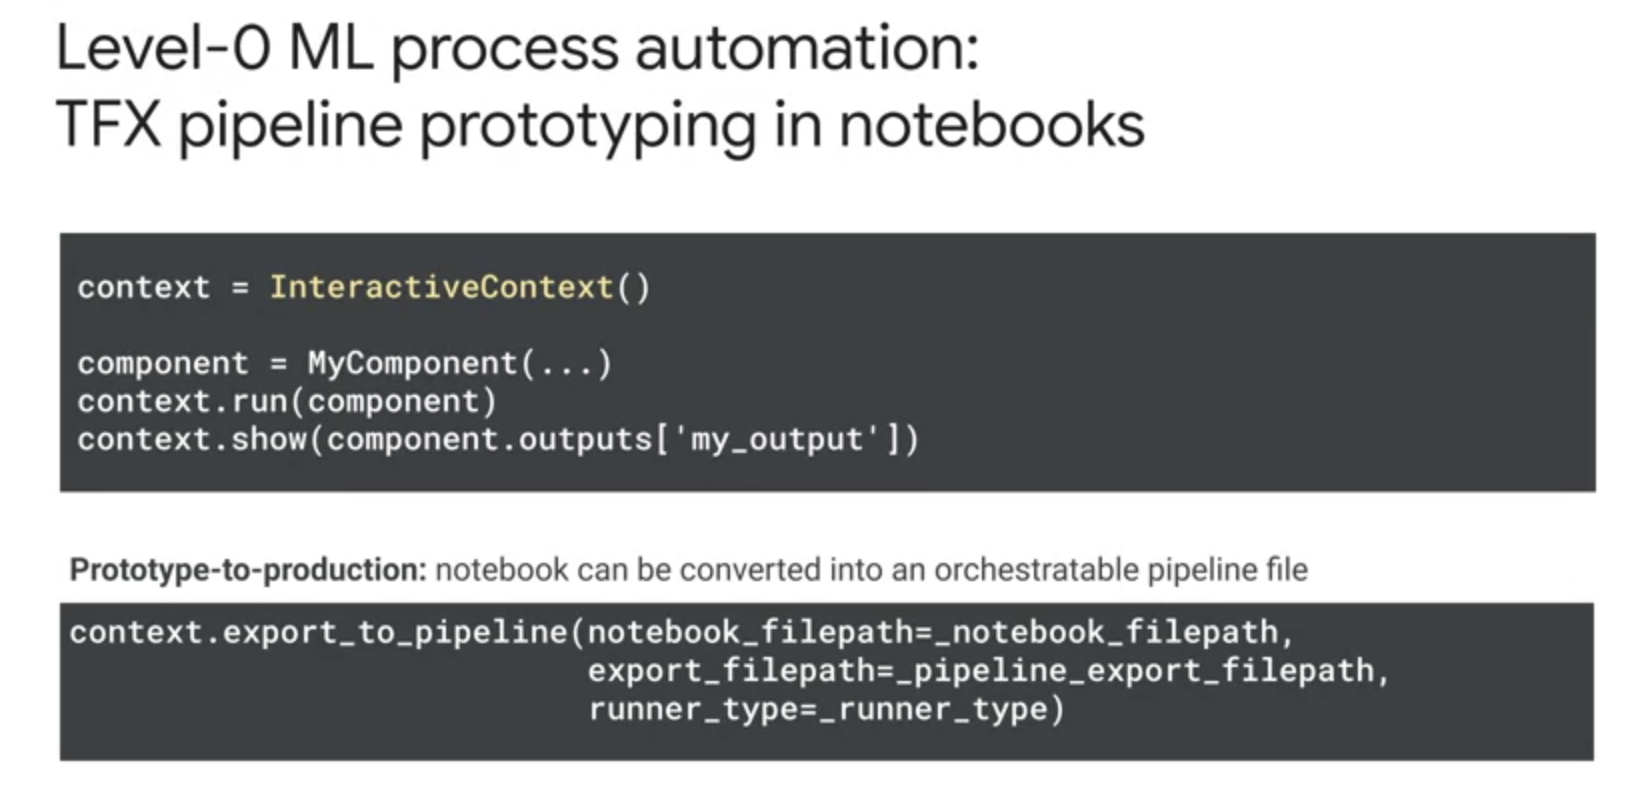 Level-0 ML process automation:
TFX pipeline prototyping in notebooks
context = InteractiveContext()
component = MyComponent(...)
context.run(component)
context.show(component.outputs['my_output'])
Prototype-to-production: notebook can be converted into an orchestratable pipeline file
context.export_to_pipeline(notebook_filepath=_notebook_filepath,
export_filepath=_pipeline_export_filepath,
runner_type=_runner_type)